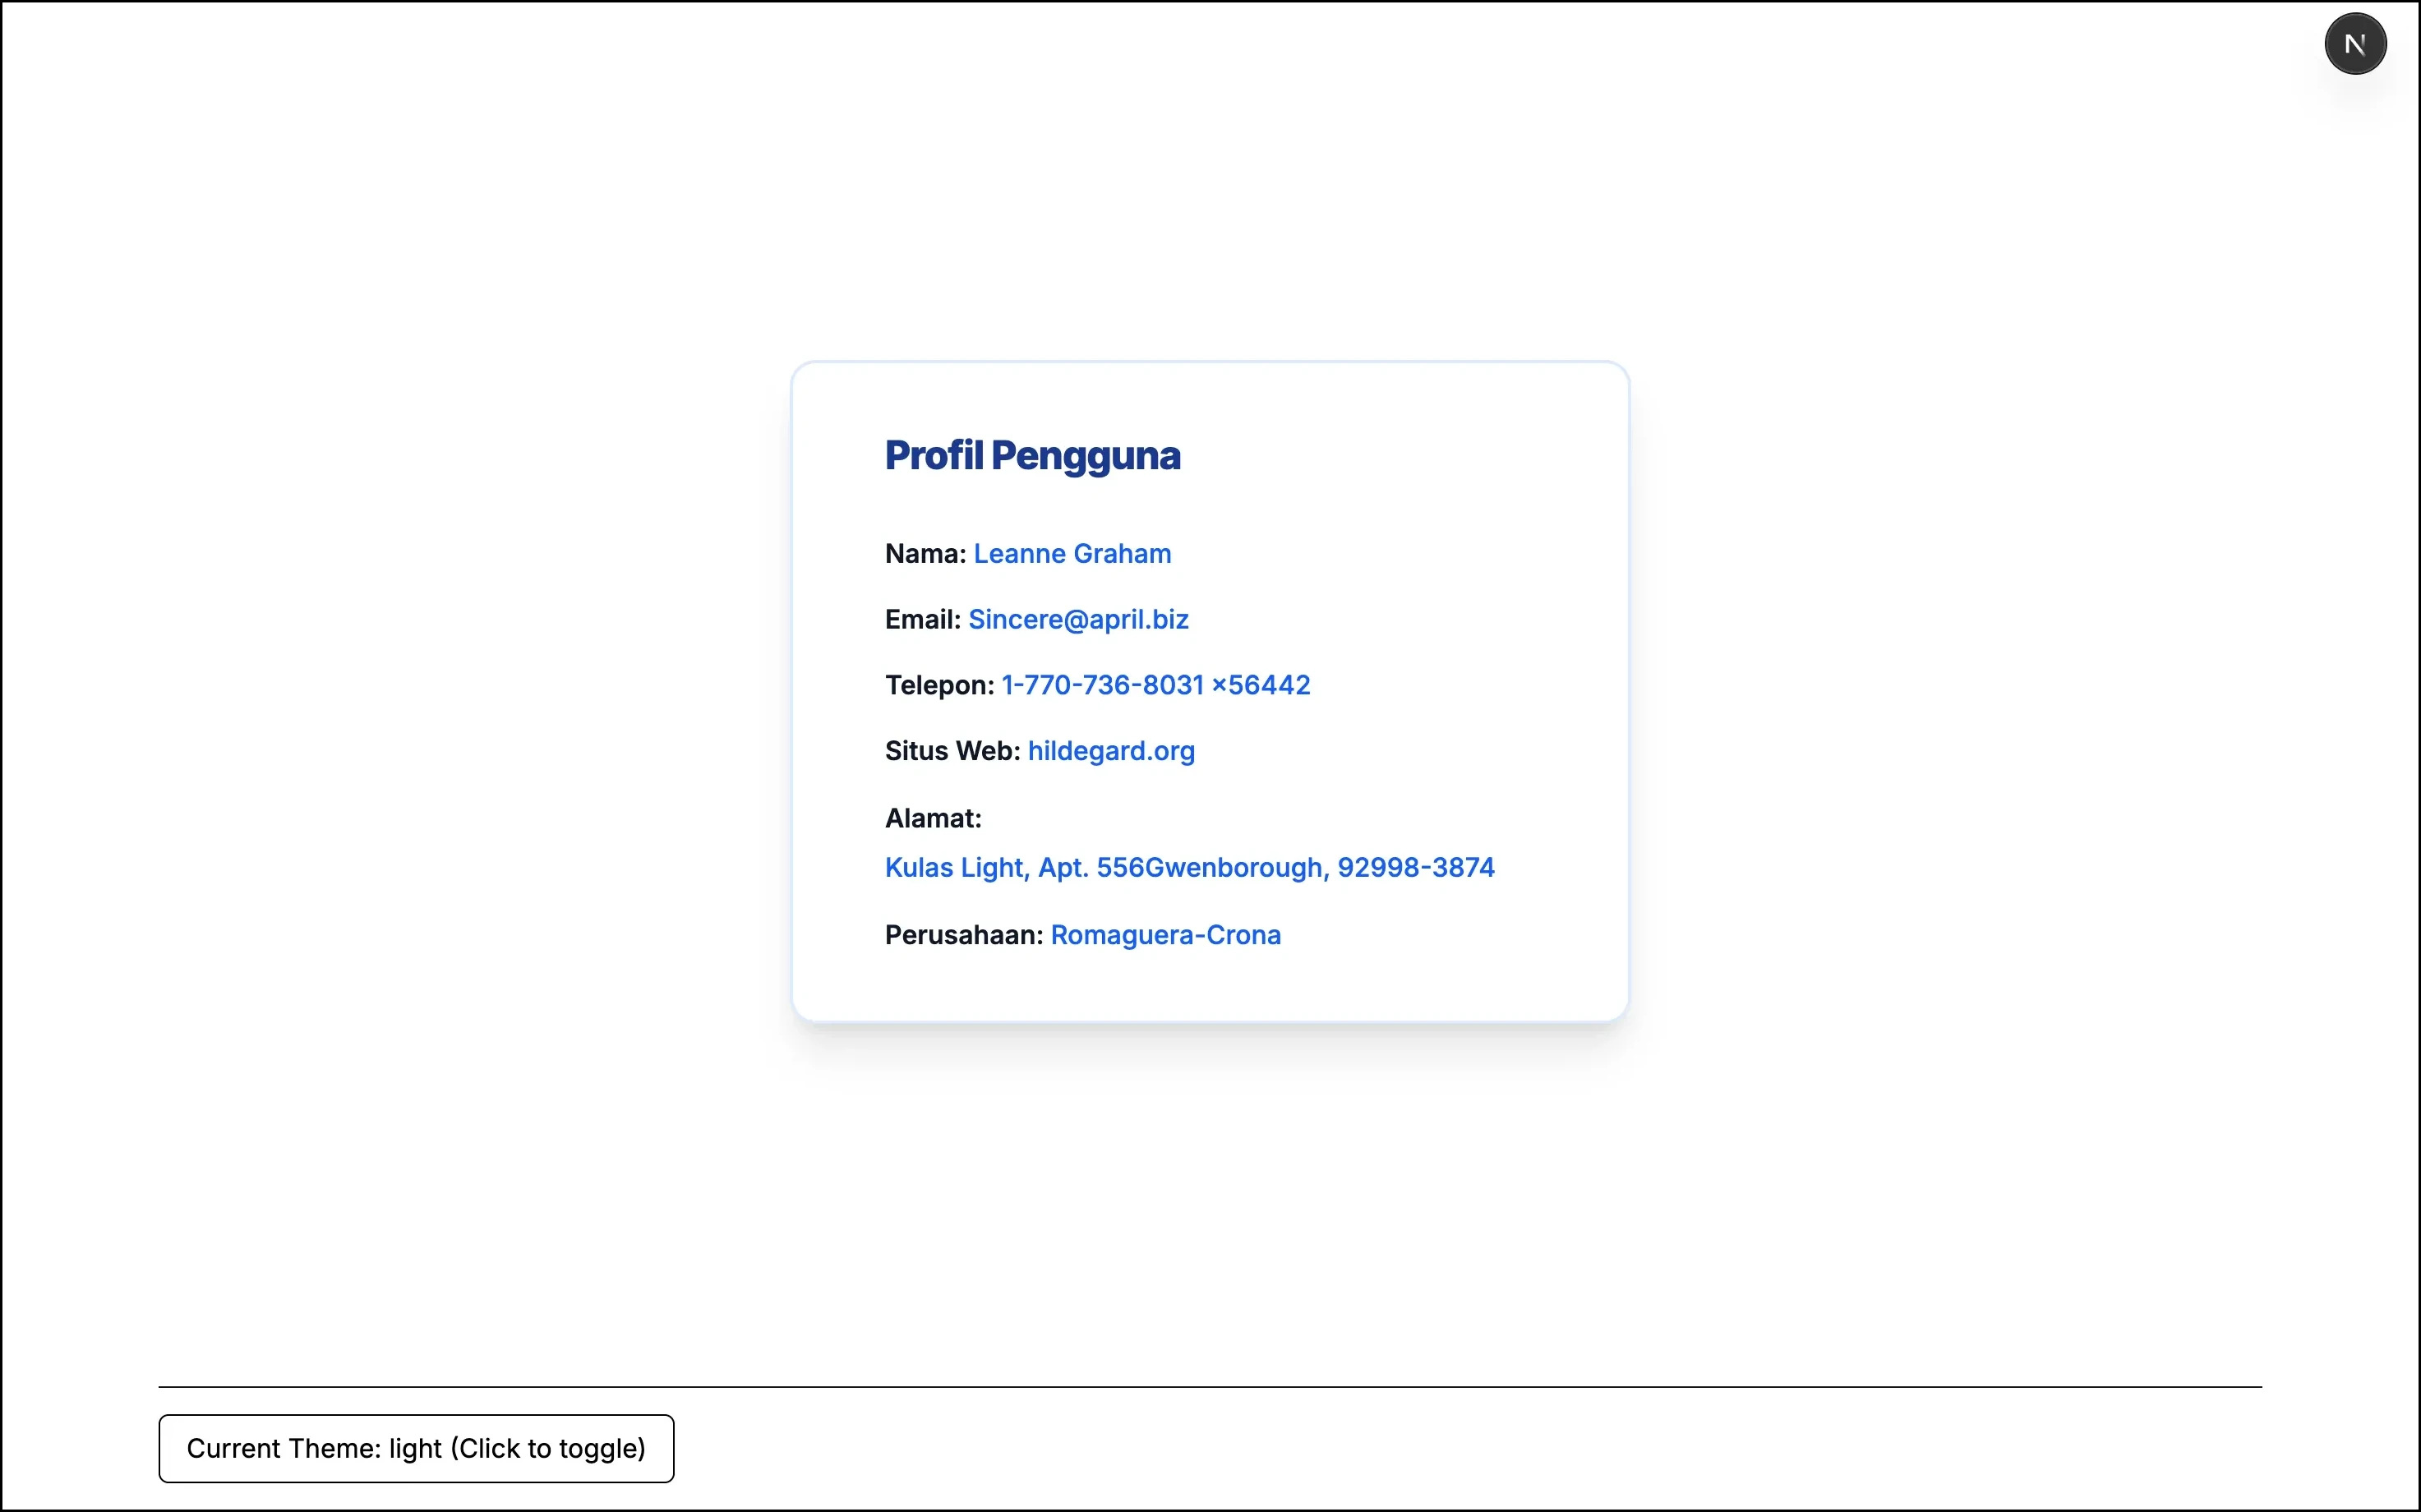 N
Profil Pengguna
Nama: Leanne Graham
Email: Sincere@april.biz
Telepon: 1-770-736-8031 x56442
Situs Web: hildegard.org
Alamat:
Kulas Light, Apt. 556Gwenborough, 92998-3874
Perusahaan: Romaguera-Crona
Current Theme: light (Click to toggle)